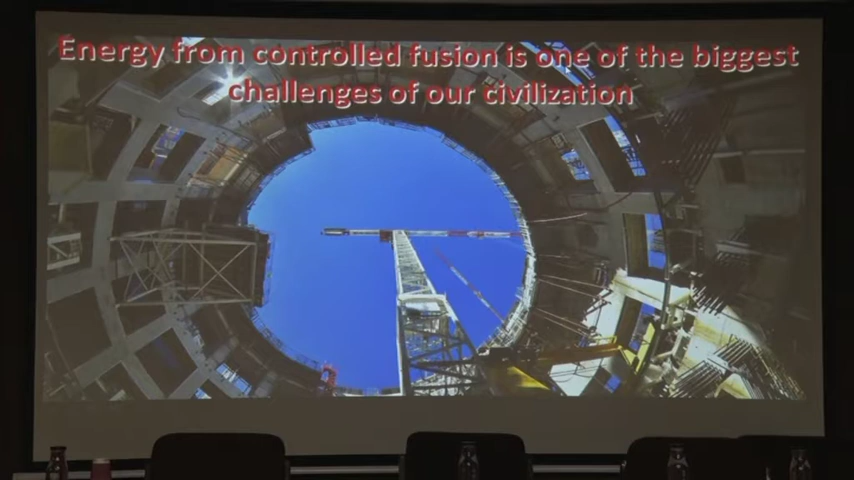 Energy from controlled fusion is one of the biggest
challenges of our civilization